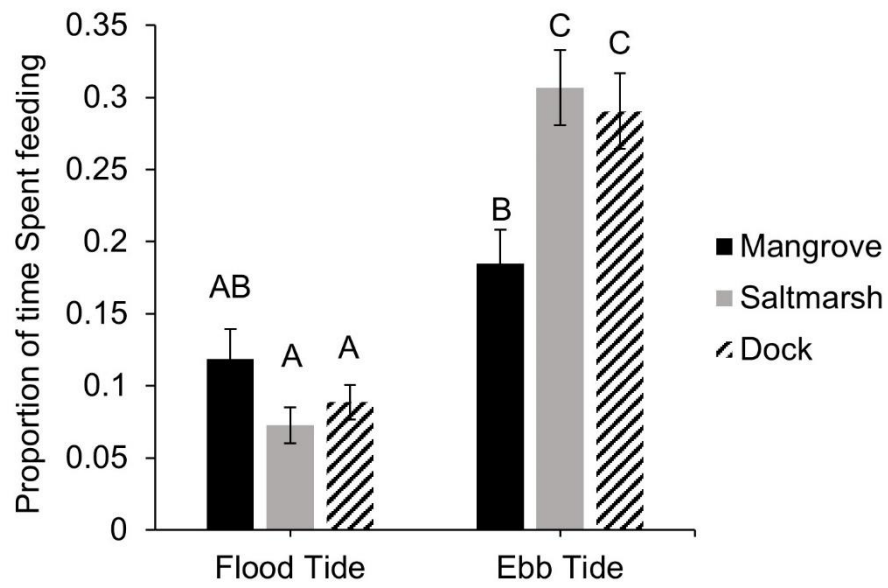 Proportion of time Spent feeding
0.35
0.3
0.25
0.2
0.15
0.1
0.05
0
AB
A
A
B
C
C
Flood Tide
Ebb Tide
Mangrove
Saltmarsh
Dock